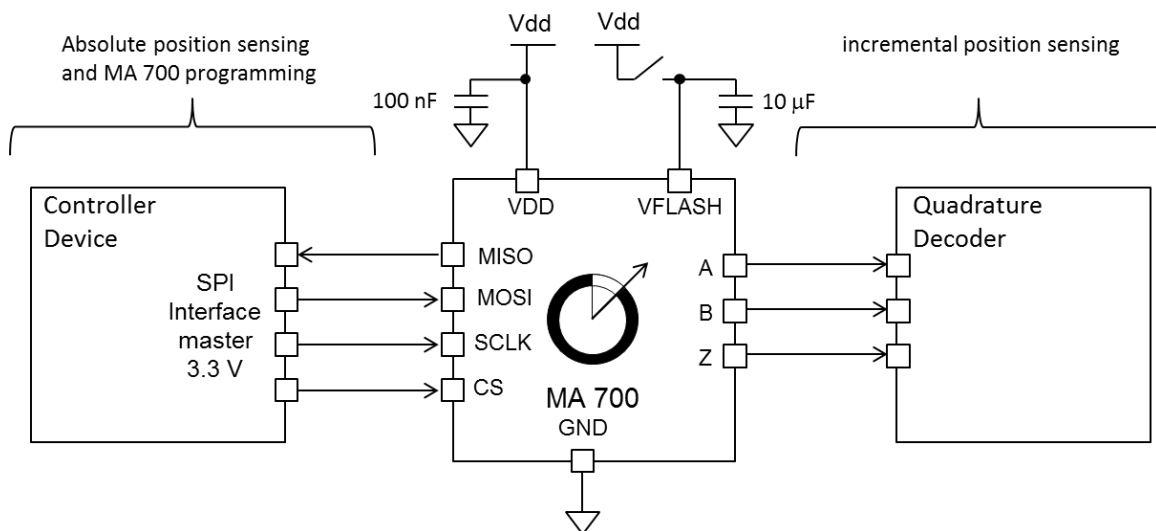 Absolute position sensing
and MA 700 programming
Vdd
Vdd
incremental position sensing
100 nF
10 μF
Controller
Device
VDD
VFLASH
Quadrature
Decoder
SPI
Interface
master
3.3 V
MISO
MOSI
SCLK
CS
A
B
Z
MA 700
GND